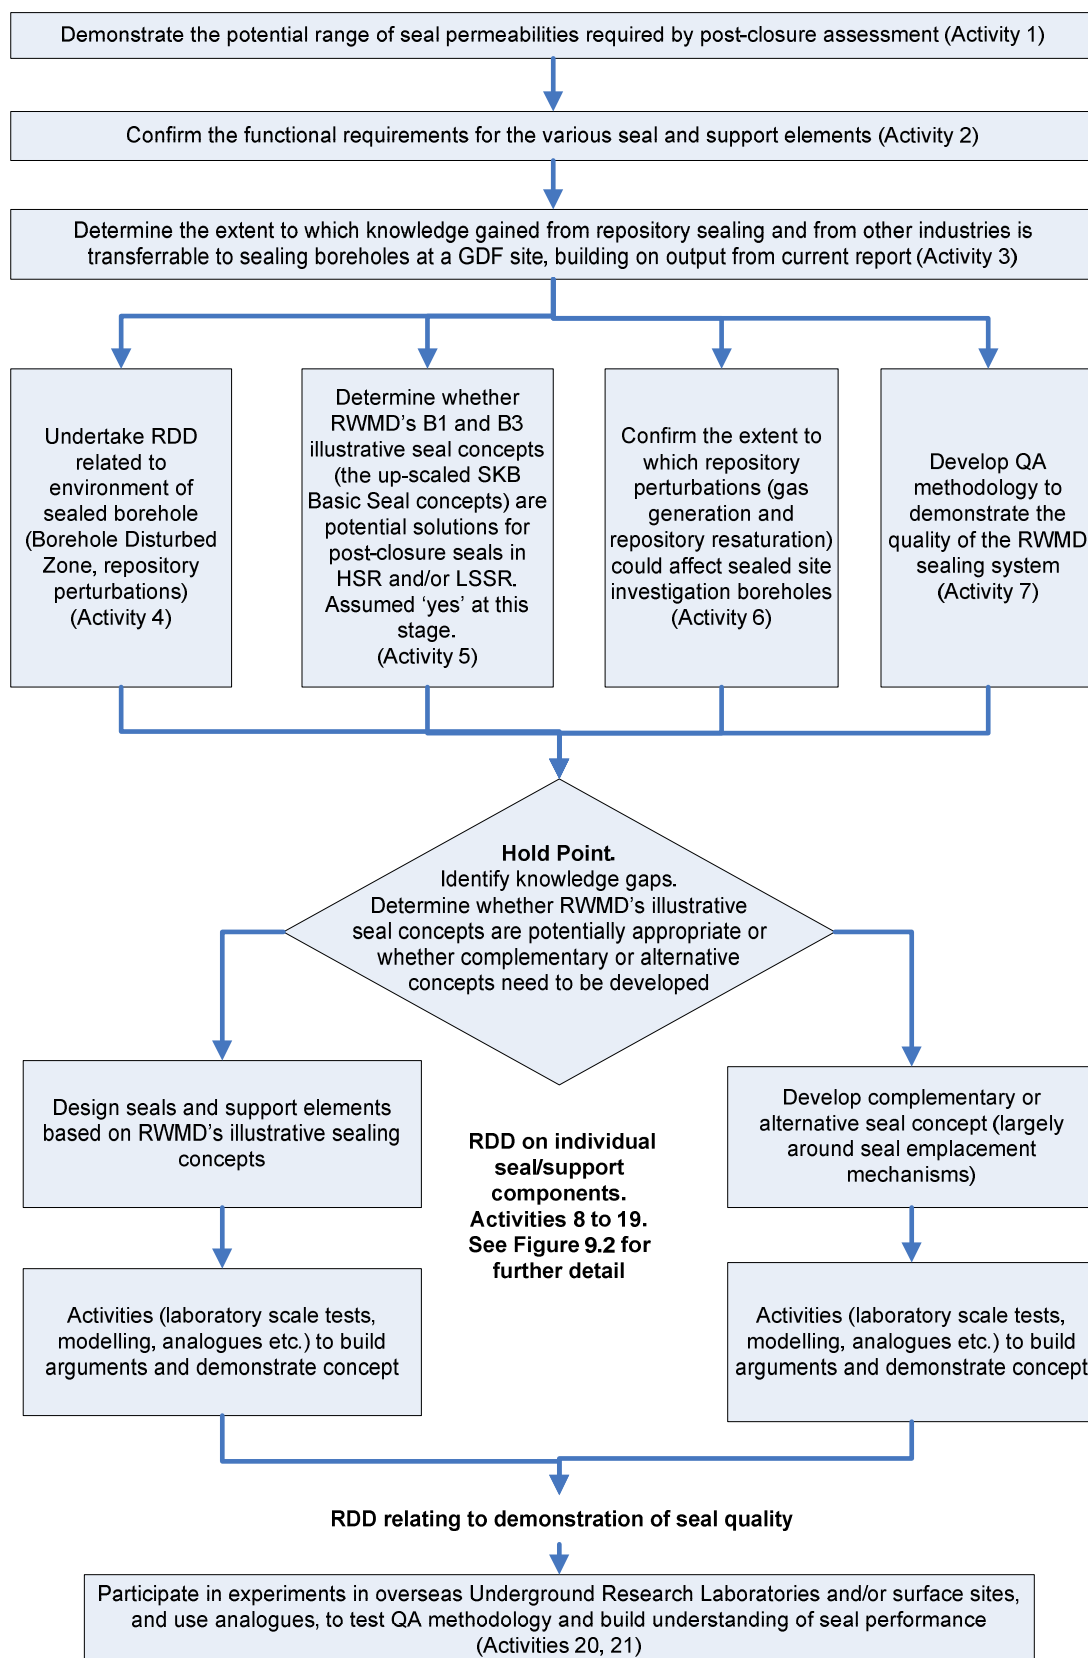 Demonstrate the potential range of seal permeabilities required by post-closure assessment (Activity 1)
Confirm the functional requirements for the various seal and support elements (Activity 2)
Determine the extent to which knowledge gained from repository sealing and from other industries is
transferrable to sealing boreholes at a GDF site, building on output from current report (Activity 3)
Undertake RDD
related to
environment of
sealed borehole
(Borehole Disturbed
Zone, repository
perturbations)
(Activity 4)
Determine whether
RWMD's B1 and B3
illustrative seal concepts
(the up-scaled SKB
Basic Seal concepts) are
potential solutions for
post-closure seals in
HSR and/or LSSR.
Assumed 'yes' at this
stage.
(Activity 5)
Confirm the extent to
which repository
perturbations (gas
generation and
repository resaturation)
could affect sealed site
investigation boreholes
(Activity 6)
Develop QA
methodology to
demonstrate the
quality of the RWMD
sealing system
(Activity 7)
Hold Point.
Identify knowledge gaps.
Determine whether RWMD's illustrative
seal concepts are potentially appropriate or
whether complementary or alternative
concepts need to be developed
Design seals and support elements
based on RWMD's illustrative sealing
concepts
RDD on individual
seal/support
components.
Activities 8 to 19.
See Figure 9.2 for
further detail
Develop complementary or
alternative seal concept (largely
around seal emplacement
mechanisms)
Activities (laboratory scale tests,
modelling, analogues etc.) to build
arguments and demonstrate concept
Activities (laboratory scale tests,
modelling, analogues etc.) to build
arguments and demonstrate concept
RDD relating to demonstration of seal quality
Participate in experiments in overseas Underground Research Laboratories and/or surface sites,
and use analogues, to test QA methodology and build understanding of seal performance
(Activities 20, 21)